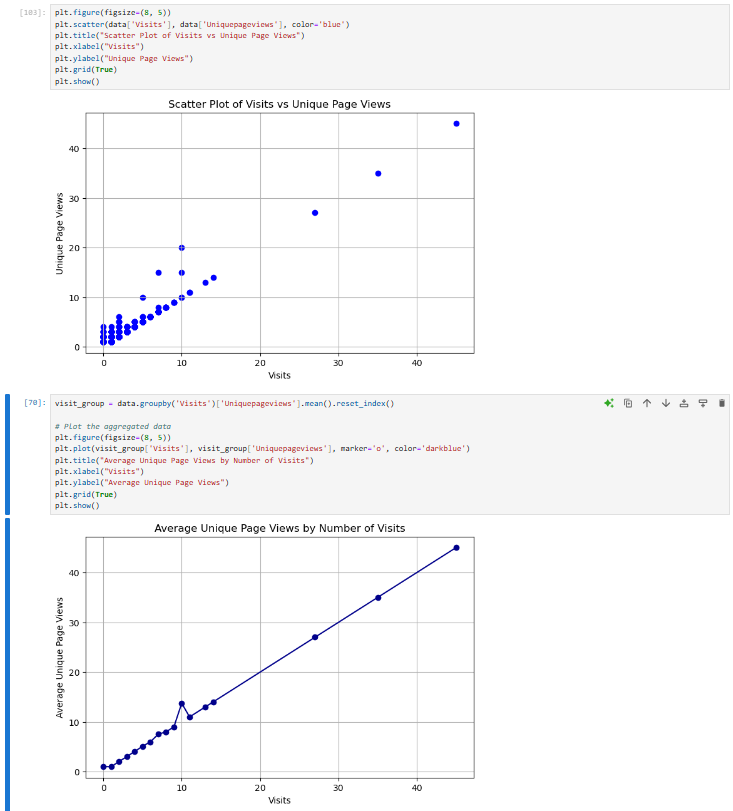 [103]:
plt.figure(figsize=(8, 5))
plt.scatter(data['Visits'], data['Uniquepageviews'], color='blue')
plt.title("Scatter Plot of Visits vs Unique Page Views")
plt.xlabel("Visits")
plt.ylabel("Unique Page Views")
plt.grid(True)
plt.show()
Scatter Plot of Visits vs Unique Page Views
Unique Page Views
40
30
20
10
0
0 10 20 30 40
Visits
[70]:
visit_group = data.groupby('Visits')['Uniquepageviews'].mean().reset_index()
# Plot the aggregated data
plt.figure(figsize=(8, 5))
plt.plot(visit_group['Visits'], visit_group['Uniquepageviews'], marker='o', color='darkblue')
plt.title("Average Unique Page Views by Number of Visits")
plt.xlabel("Visits")
plt.ylabel("Average Unique Page Views")
plt.grid(True)
plt.show()
Average Unique Page Views by Number of Visits
Average Unique Page Views
40
30
20
10
0
0 10 20 30 40
Visits